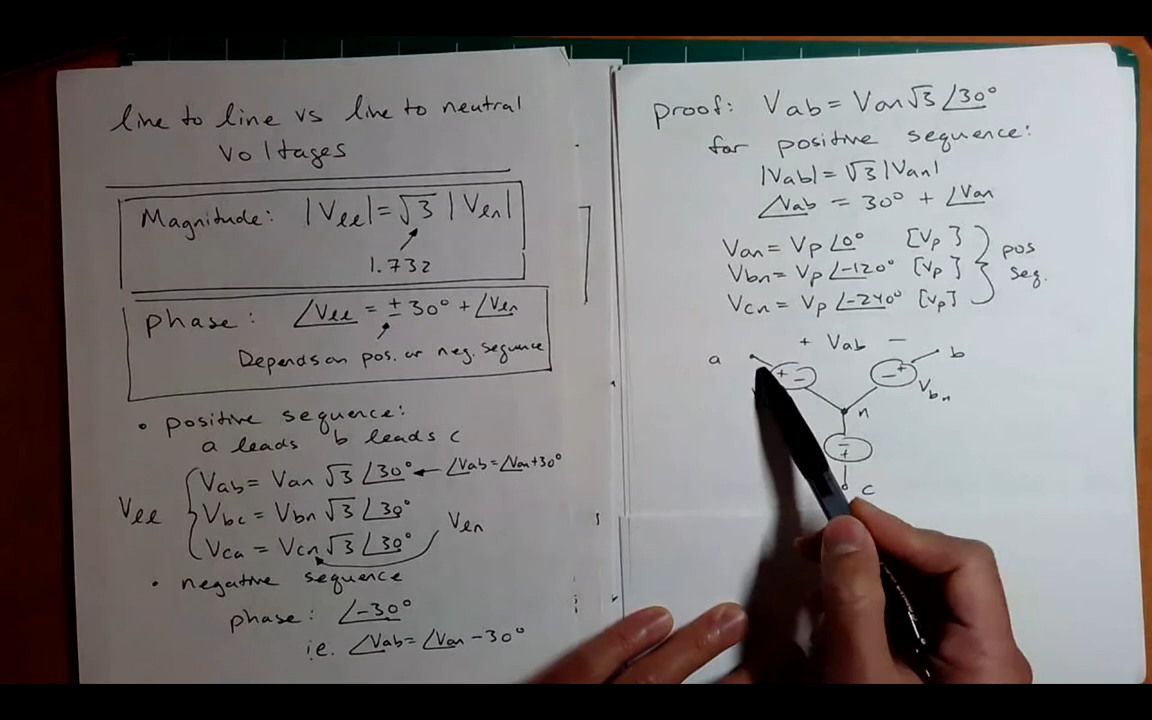 line to line vs line to neutral
Voltages
Magnitude: |Vℓℓ| = √3 |Vℓn|
1.732
phase: ∠Vℓℓ = ± 30° + ∠Vℓn
Depends on pos. or neg. sequence
• positive sequence:
a leads b leads c
Vab = Van √3 ∠30° ← ∠Vab = ∠Van + 30°
Vℓℓ { Vbc = Vbn √3 ∠30°
Vℓn
Vca = Vcn √3 ∠30°
• negative sequence
phase: ∠-30°
i.e. ∠Vab = ∠Van - 30°
proof: Vab = Van √3 ∠30°
for positive sequence:
|Vab| = √3 |Van|
∠Vab = 30° + ∠Van
Van = Vp ∠0° [Vp]
Vbn = Vp ∠-120° [Vp] } pos seq.
Vcn = Vp ∠-240° [Vp]
+ Vab -
a
b
+ -
- +
Vbn
n
- +
c